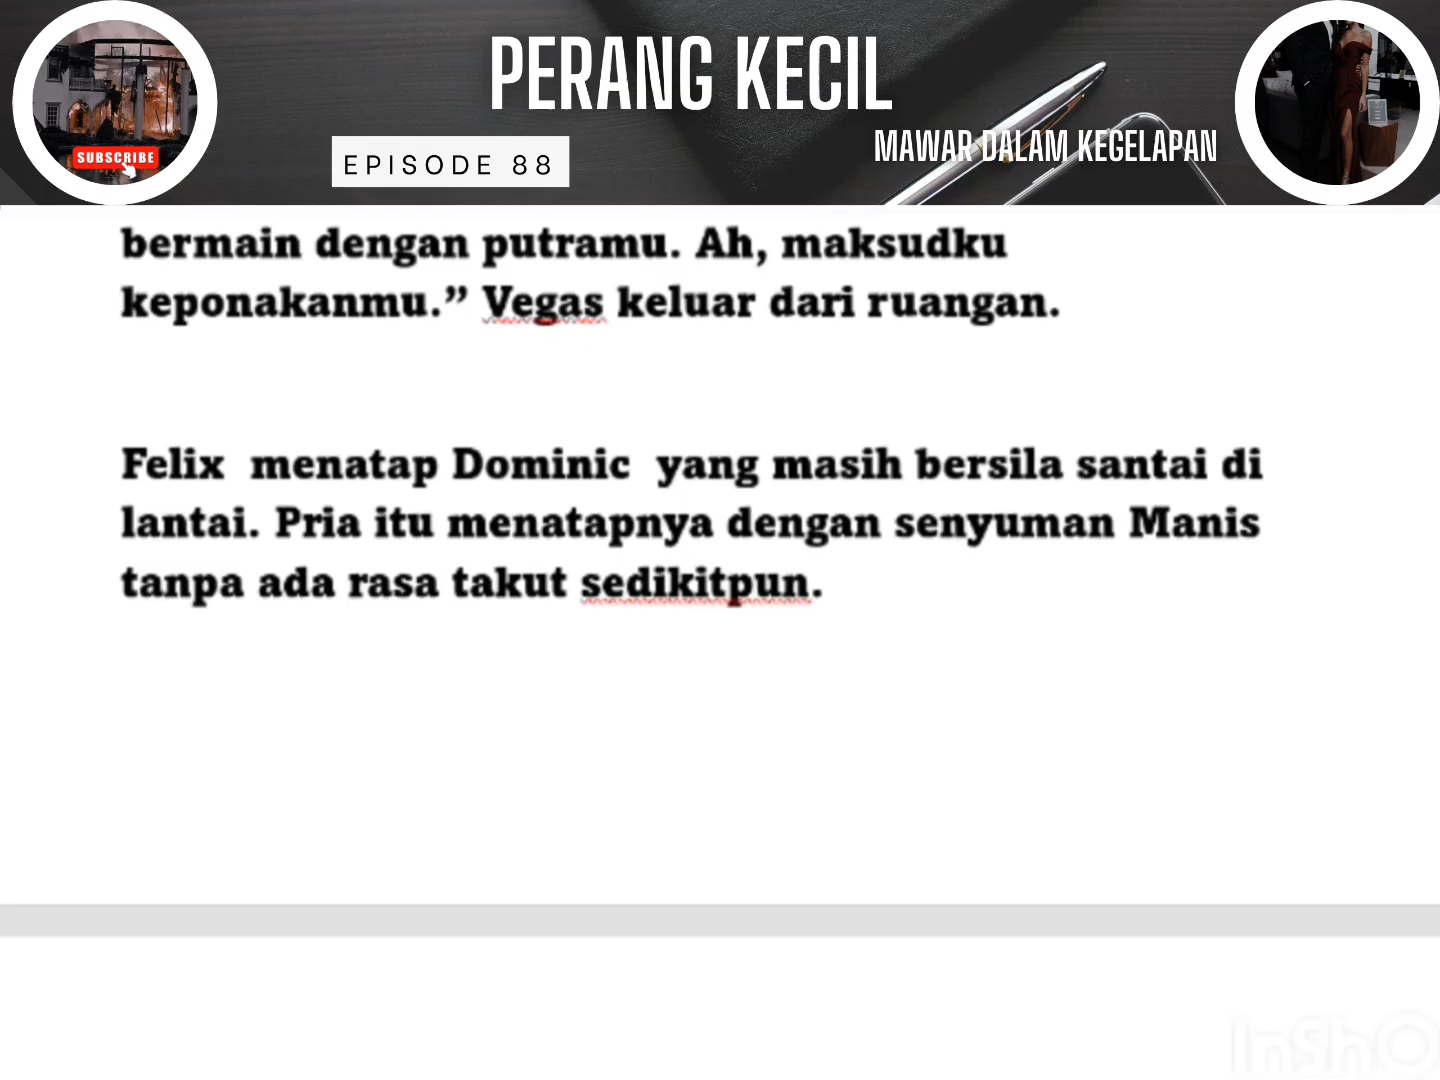 PERANG KECIL
MAWAR DALAM KEGELAPAN
EPISODE 88
SUBSCRIBE
bermain dengan putramu. Ah, maksudku
keponakanmu.” Vegas keluar dari ruangan.
Felix menatap Dominic yang masih bersila santai di
lantai. Pria itu menatapnya dengan senyuman Manis
tanpa ada rasa takut sedikitpun.
InShO